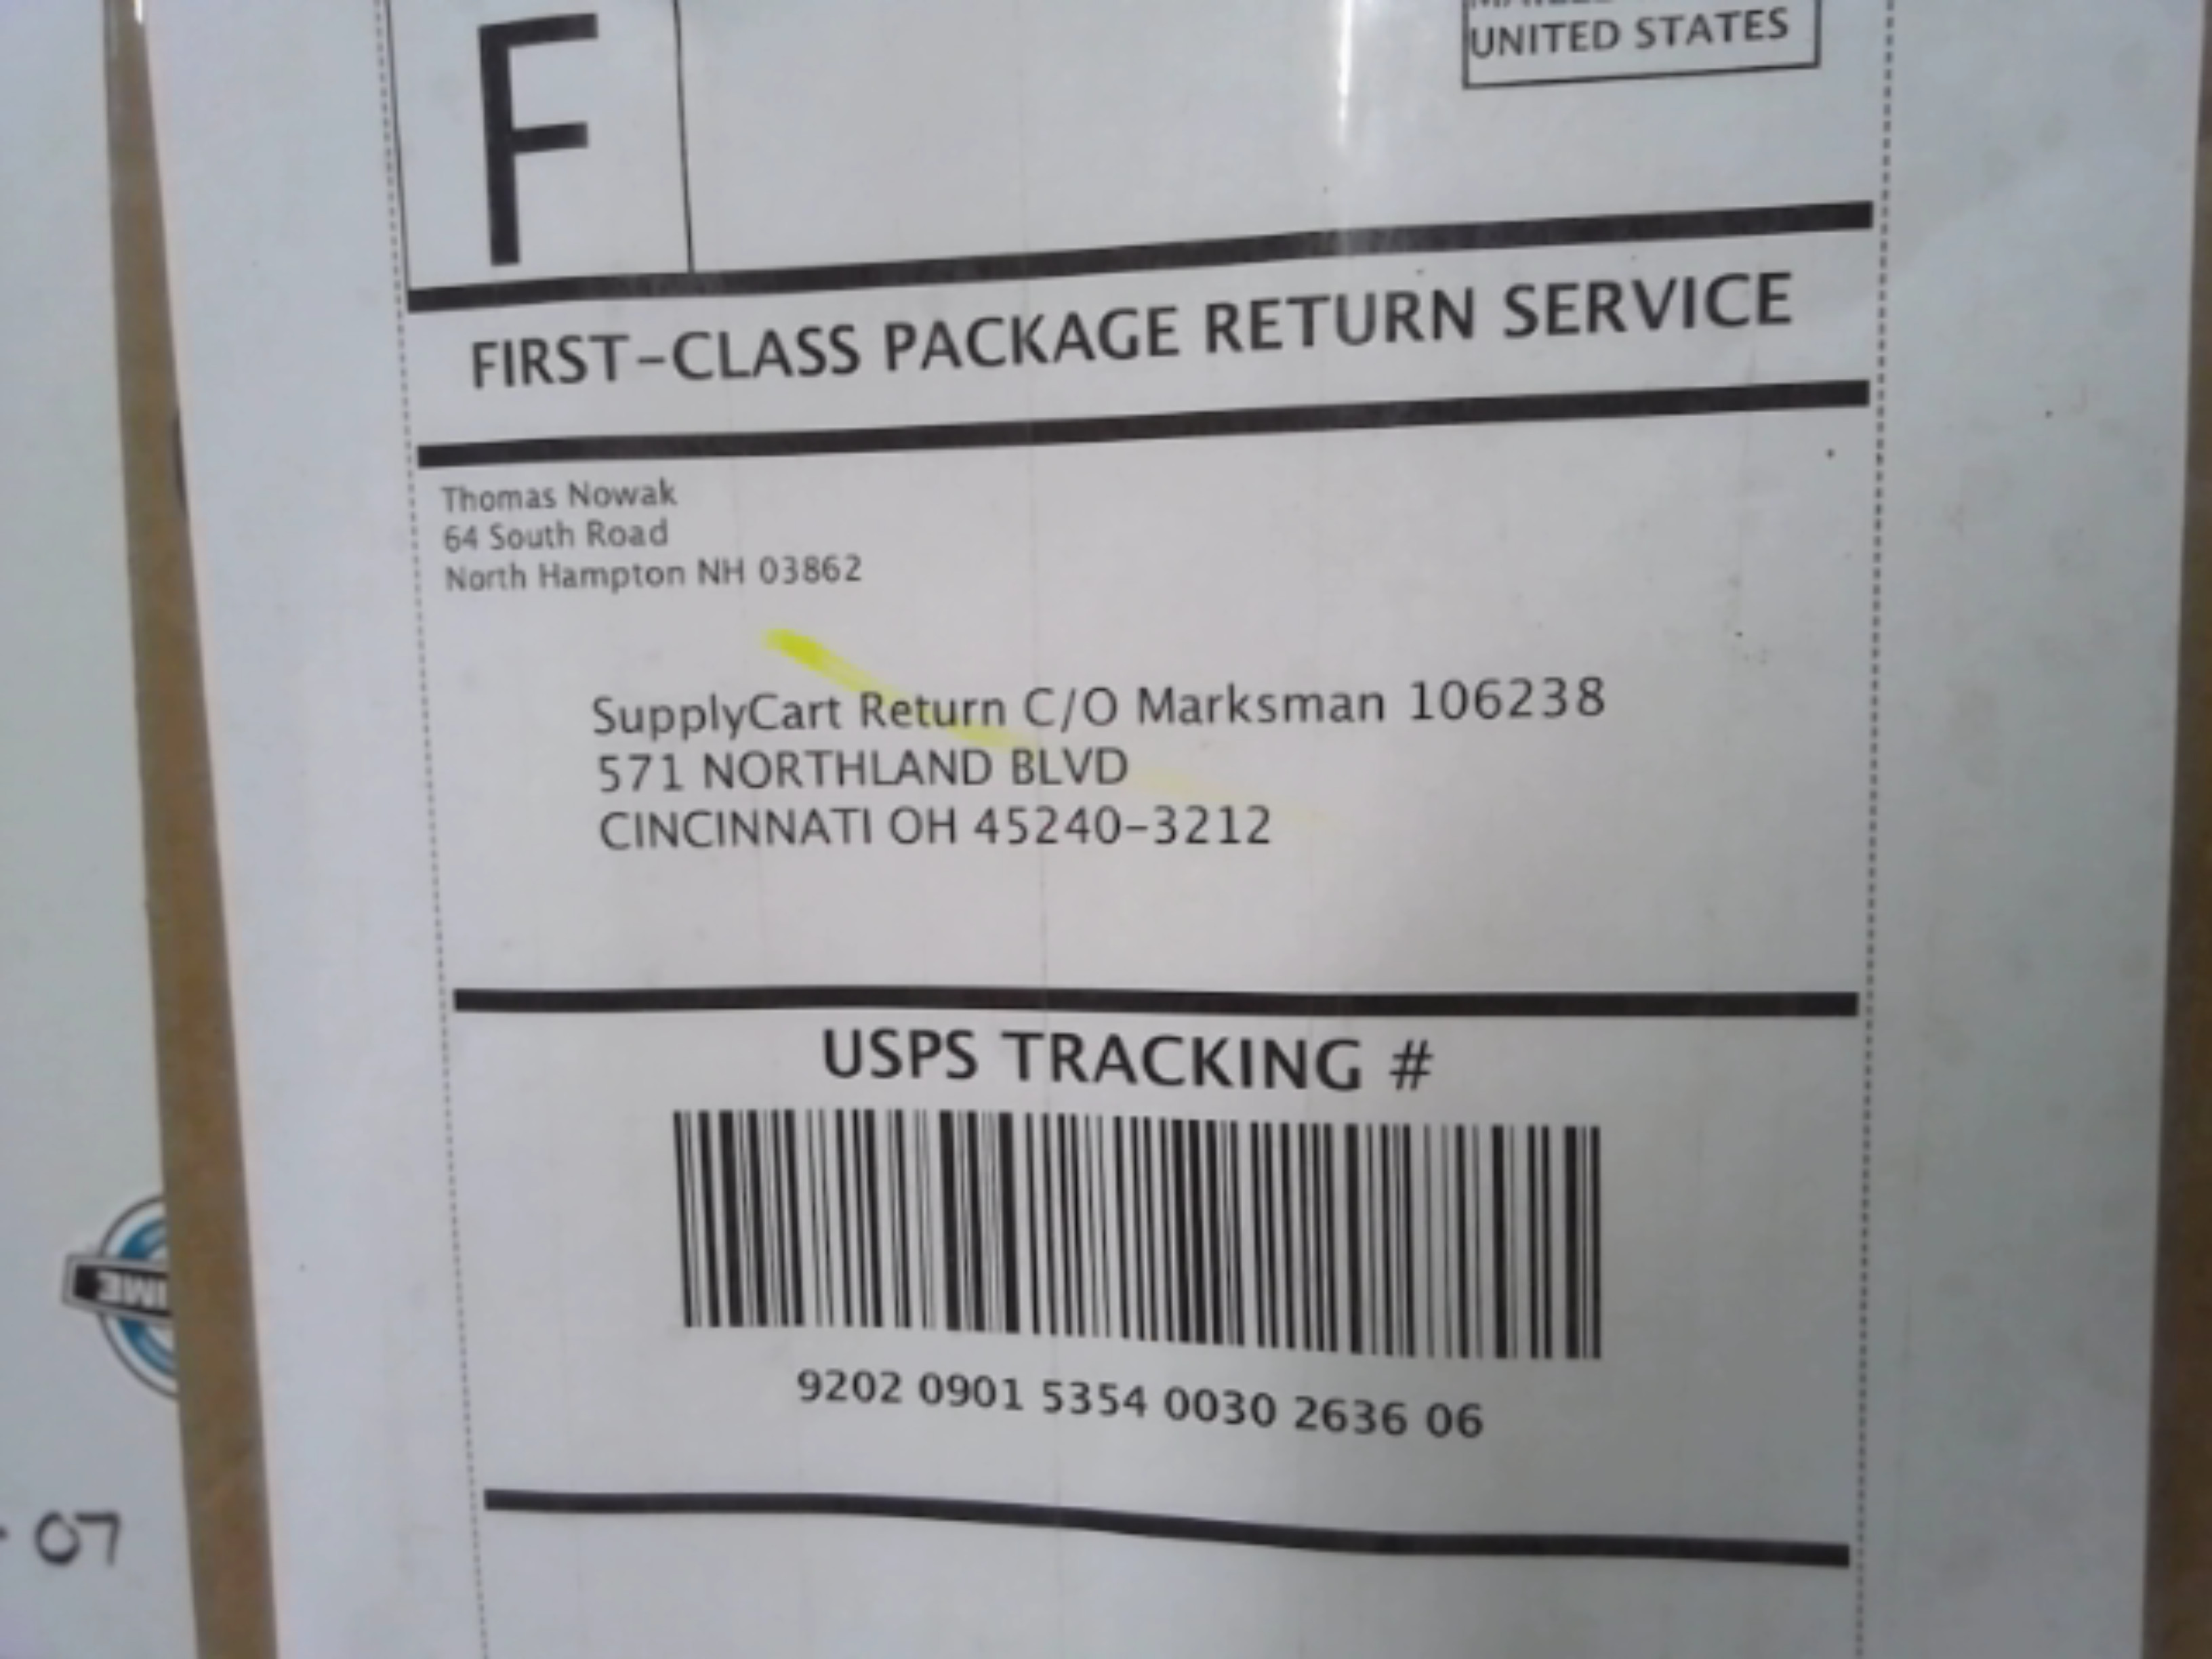 F
UNITED STATES
FIRST-CLASS PACKAGE RETURN SERVICE
Thomas Nowak
64 South Road
North Hampton NH 03862
SupplyCart Return C/O Marksman 106238
571 NORTHLAND BLVD
CINCINNATI OH 45240-3212
USPS TRACKING #
9202 0901 5354 0030 2636 06